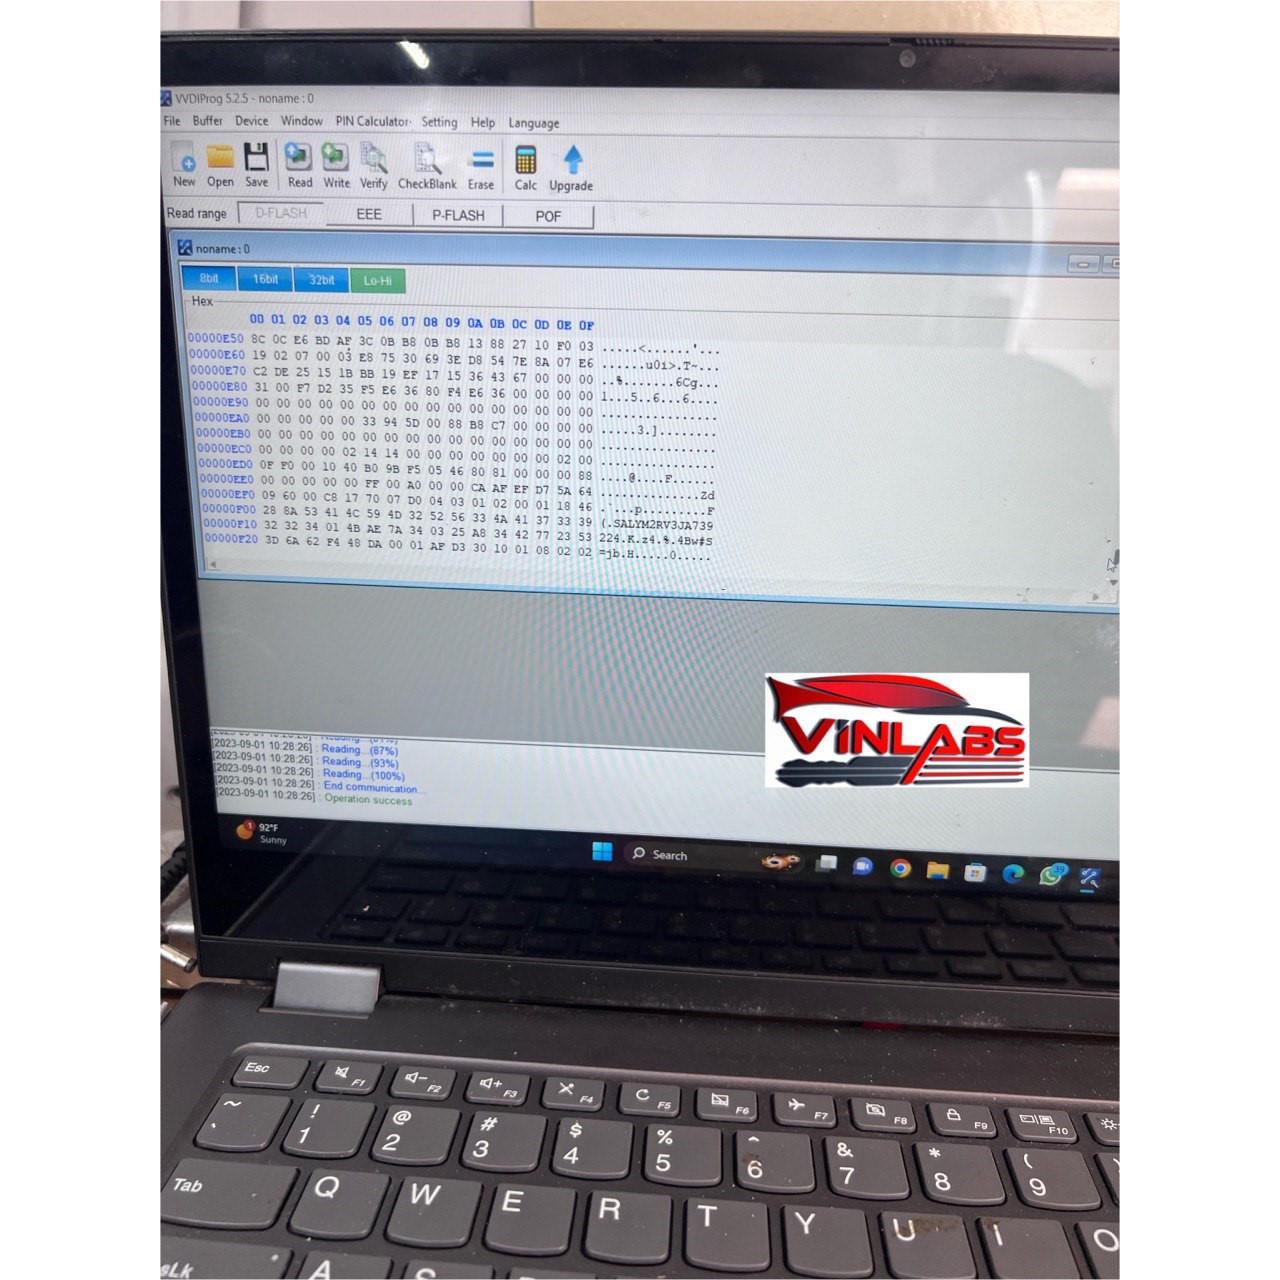 VVDIProg 5.2.5 - noname : 0
File Buffer Device Window PIN Calculator Setting Help Language
New Open Save Read Write Verify CheckBlank Erase Calc Upgrade
Read range D-FLASH EEE P-FLASH POF
noname : 0
8bit 16bit 32bit Lo-Hi
Hex
00 01 02 03 04 05 06 07 08 09 0A 0B 0C 0D 0E 0F
00000E50 8C 0C E6 BD AF 3C 0B B8 0B B8 13 88 27 10 F0 03 .....<......'...
00000E60 19 02 07 00 03 E8 75 30 69 3E D8 54 7E 8A 07 E6 ......u0i>.T~...
00000E70 C2 DE 25 15 1B BB 19 EF 17 15 36 43 67 00 00 00 ..%.......6Cg...
00000E80 31 00 F7 D2 35 F5 E6 36 80 F4 E6 36 00 00 00 00 1...5..6...6....
00000E90 00 00 00 00 00 00 00 00 00 00 00 00 00 00 00 00 ................
00000EA0 00 00 00 00 00 33 94 5D 00 88 B8 C7 00 00 00 00 .....3.]........
00000EB0 00 00 00 00 00 00 00 00 00 00 00 00 00 00 00 00 ................
00000EC0 00 00 00 00 02 14 14 00 00 00 00 00 00 00 02 00 ................
00000ED0 0F F0 00 10 40 B0 9B F5 05 46 80 81 00 00 00 88 ....@....F......
00000EE0 00 00 00 00 00 FF 00 A0 00 00 CA AF EF D7 5A 64 ..............Zd
00000EF0 09 60 00 C8 17 70 07 D0 04 03 01 02 00 01 18 46 .`...p.........F
00000F00 28 8A 53 41 4C 59 4D 32 52 56 33 4A 41 37 33 39 (.SALYM2RV3JA739
00000F10 32 32 34 01 4B AE 7A 34 03 25 A8 34 42 77 23 53 224.K.z4.%.4Bw#S
00000F20 3D 6A 62 F4 48 DA 00 01 AF D3 30 10 01 08 02 02 =jb.H.....0.....
[2023-09-01 10:28:26] : Reading...(87%)
[2023-09-01 10:28:26] : Reading...(93%)
[2023-09-01 10:28:26] : Reading...(100%)
[2023-09-01 10:28:26] : End communication...
[2023-09-01 10:28:26] : Operation success
ViNLABS
1 92°F
Sunny
Search
39
Esc F1 F2 F3 F4 F5 F6 F7 F8 F9 F10
~ ! @ # $ % ^ & * (
` 1 2 3 4 5 6 7 8 9
Tab Q W E R T Y U I O
sLk A S